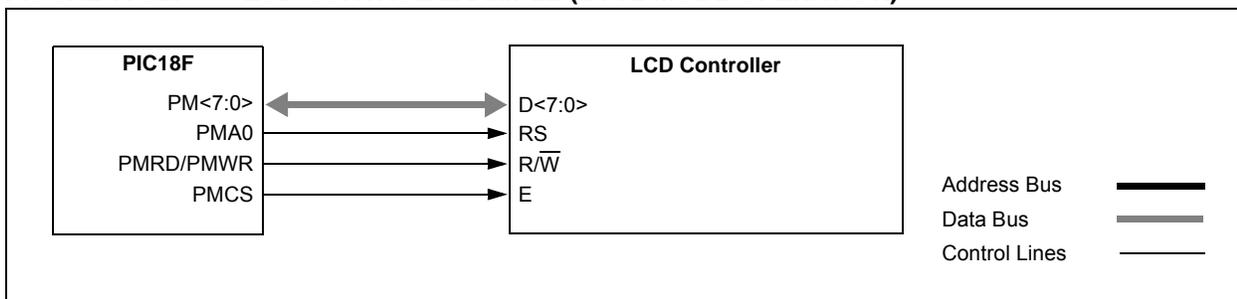 PIC18F
PM<7:0>
PMA0
PMRD/PMWR
PMCS
LCD Controller
D<7:0>
RS
R/W̅
E
Address Bus
Data Bus
Control Lines